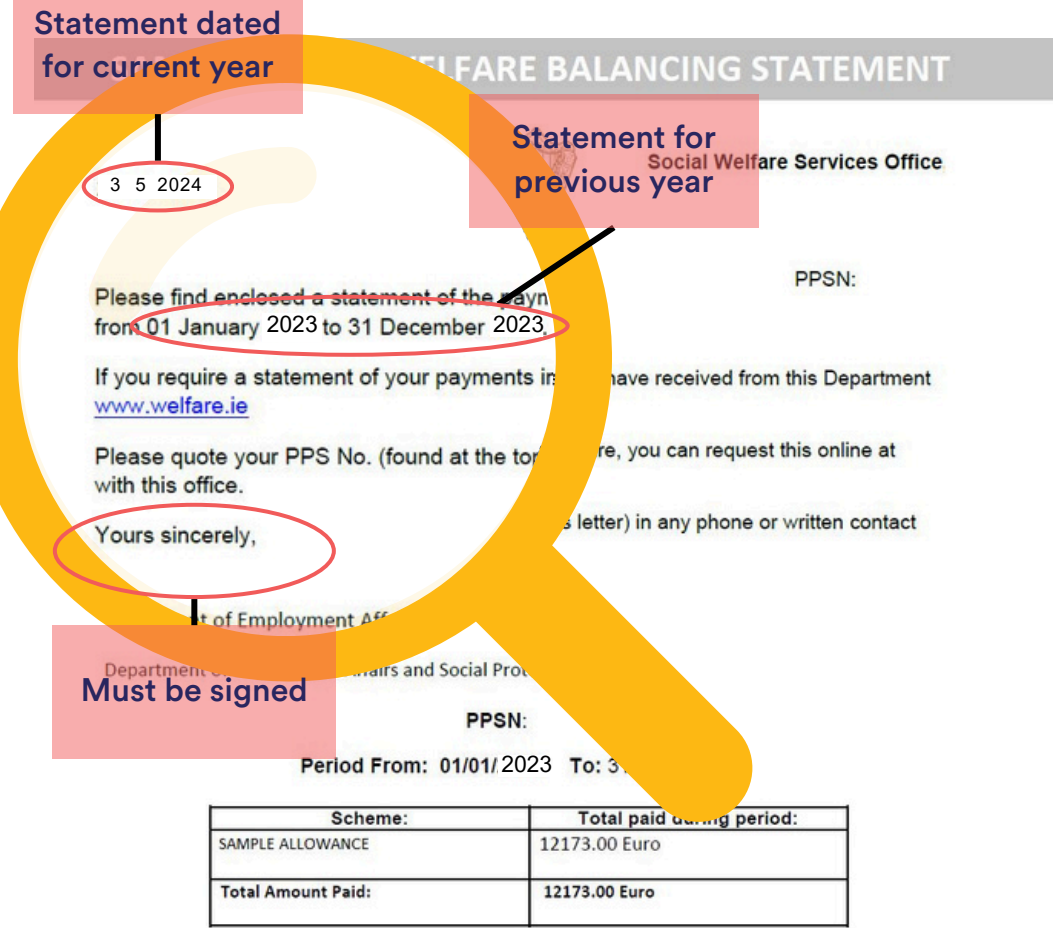 Statement dated
for current year
LFARE BALANCING STATEMENT
Statement for
previous year
Social Welfare Services Office
3 5 2024
PPSN:
Please find enclosed a statement of the paym
from 01 January 2023 to 31 December 2023.
If you require a statement of your payments in have received from this Department
www.welfare.ie
Please quote your PPS No. (found at the top re, you can request this online at
with this office.
s letter) in any phone or written contact
Yours sincerely,
of Employment Aff
Department airs and Social Prot
Must be signed
PPSN:
Period From: 01/01/2023 To: 3
Scheme: Total paid during period:
SAMPLE ALLOWANCE 12173.00 Euro
Total Amount Paid: 12173.00 Euro